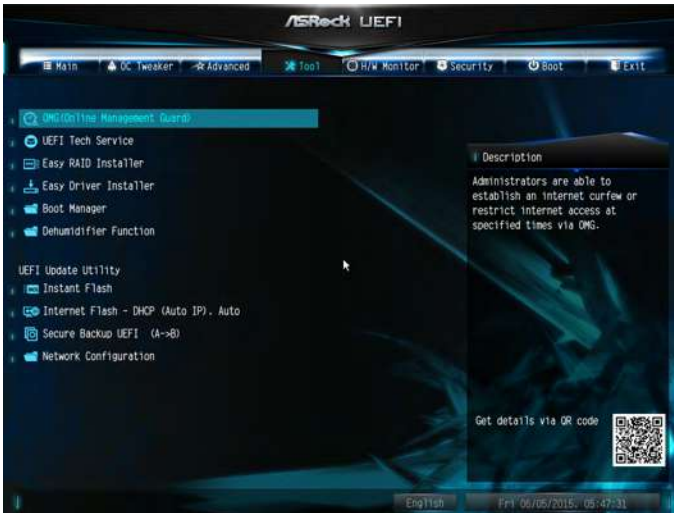 ASRock UEFI
Main OC Tweaker Advanced Tool H/W Monitor Security Boot Exit
OMG(Online Management Guard)
UEFI Tech Service
Easy RAID Installer
Easy Driver Installer
Boot Manager
Dehumidifier Function
UEFI Update Utility
Instant Flash
Internet Flash - DHCP (Auto IP), Auto
Secure Backup UEFI (A->B)
Network Configuration
Description
Administrators are able to
establish an internet curfew or
restrict internet access at
specified times via OMG.
Get details via QR code
English
Fri 06/05/2015, 05:47:31